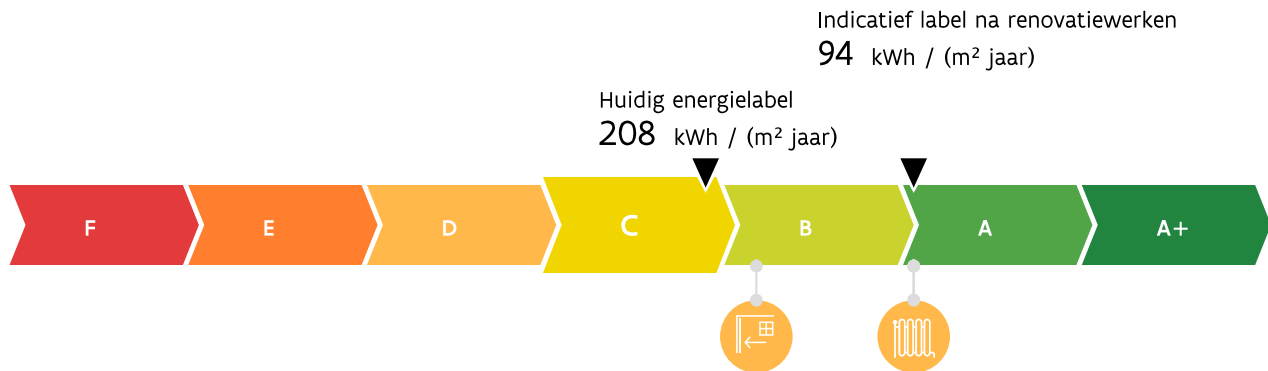 Indicatief label na renovatiewerken
94 kWh / (m² jaar)
Huidig energielabel
208 kWh / (m² jaar)
F E D C B A A+